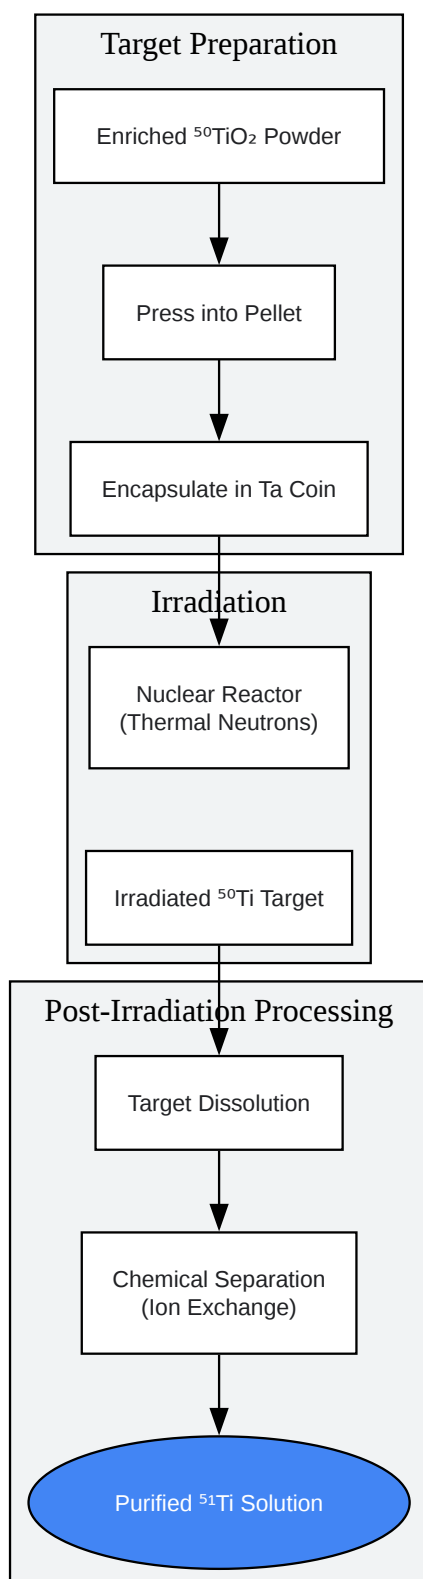 Target Preparation
Enriched ⁵⁰TiO₂ Powder
Press into Pellet
Encapsulate in Ta Coin
Irradiation
Nuclear Reactor
(Thermal Neutrons)
Irradiated ⁵⁰Ti Target
Post-Irradiation Processing
Target Dissolution
Chemical Separation
(Ion Exchange)
Purified ⁵¹Ti Solution